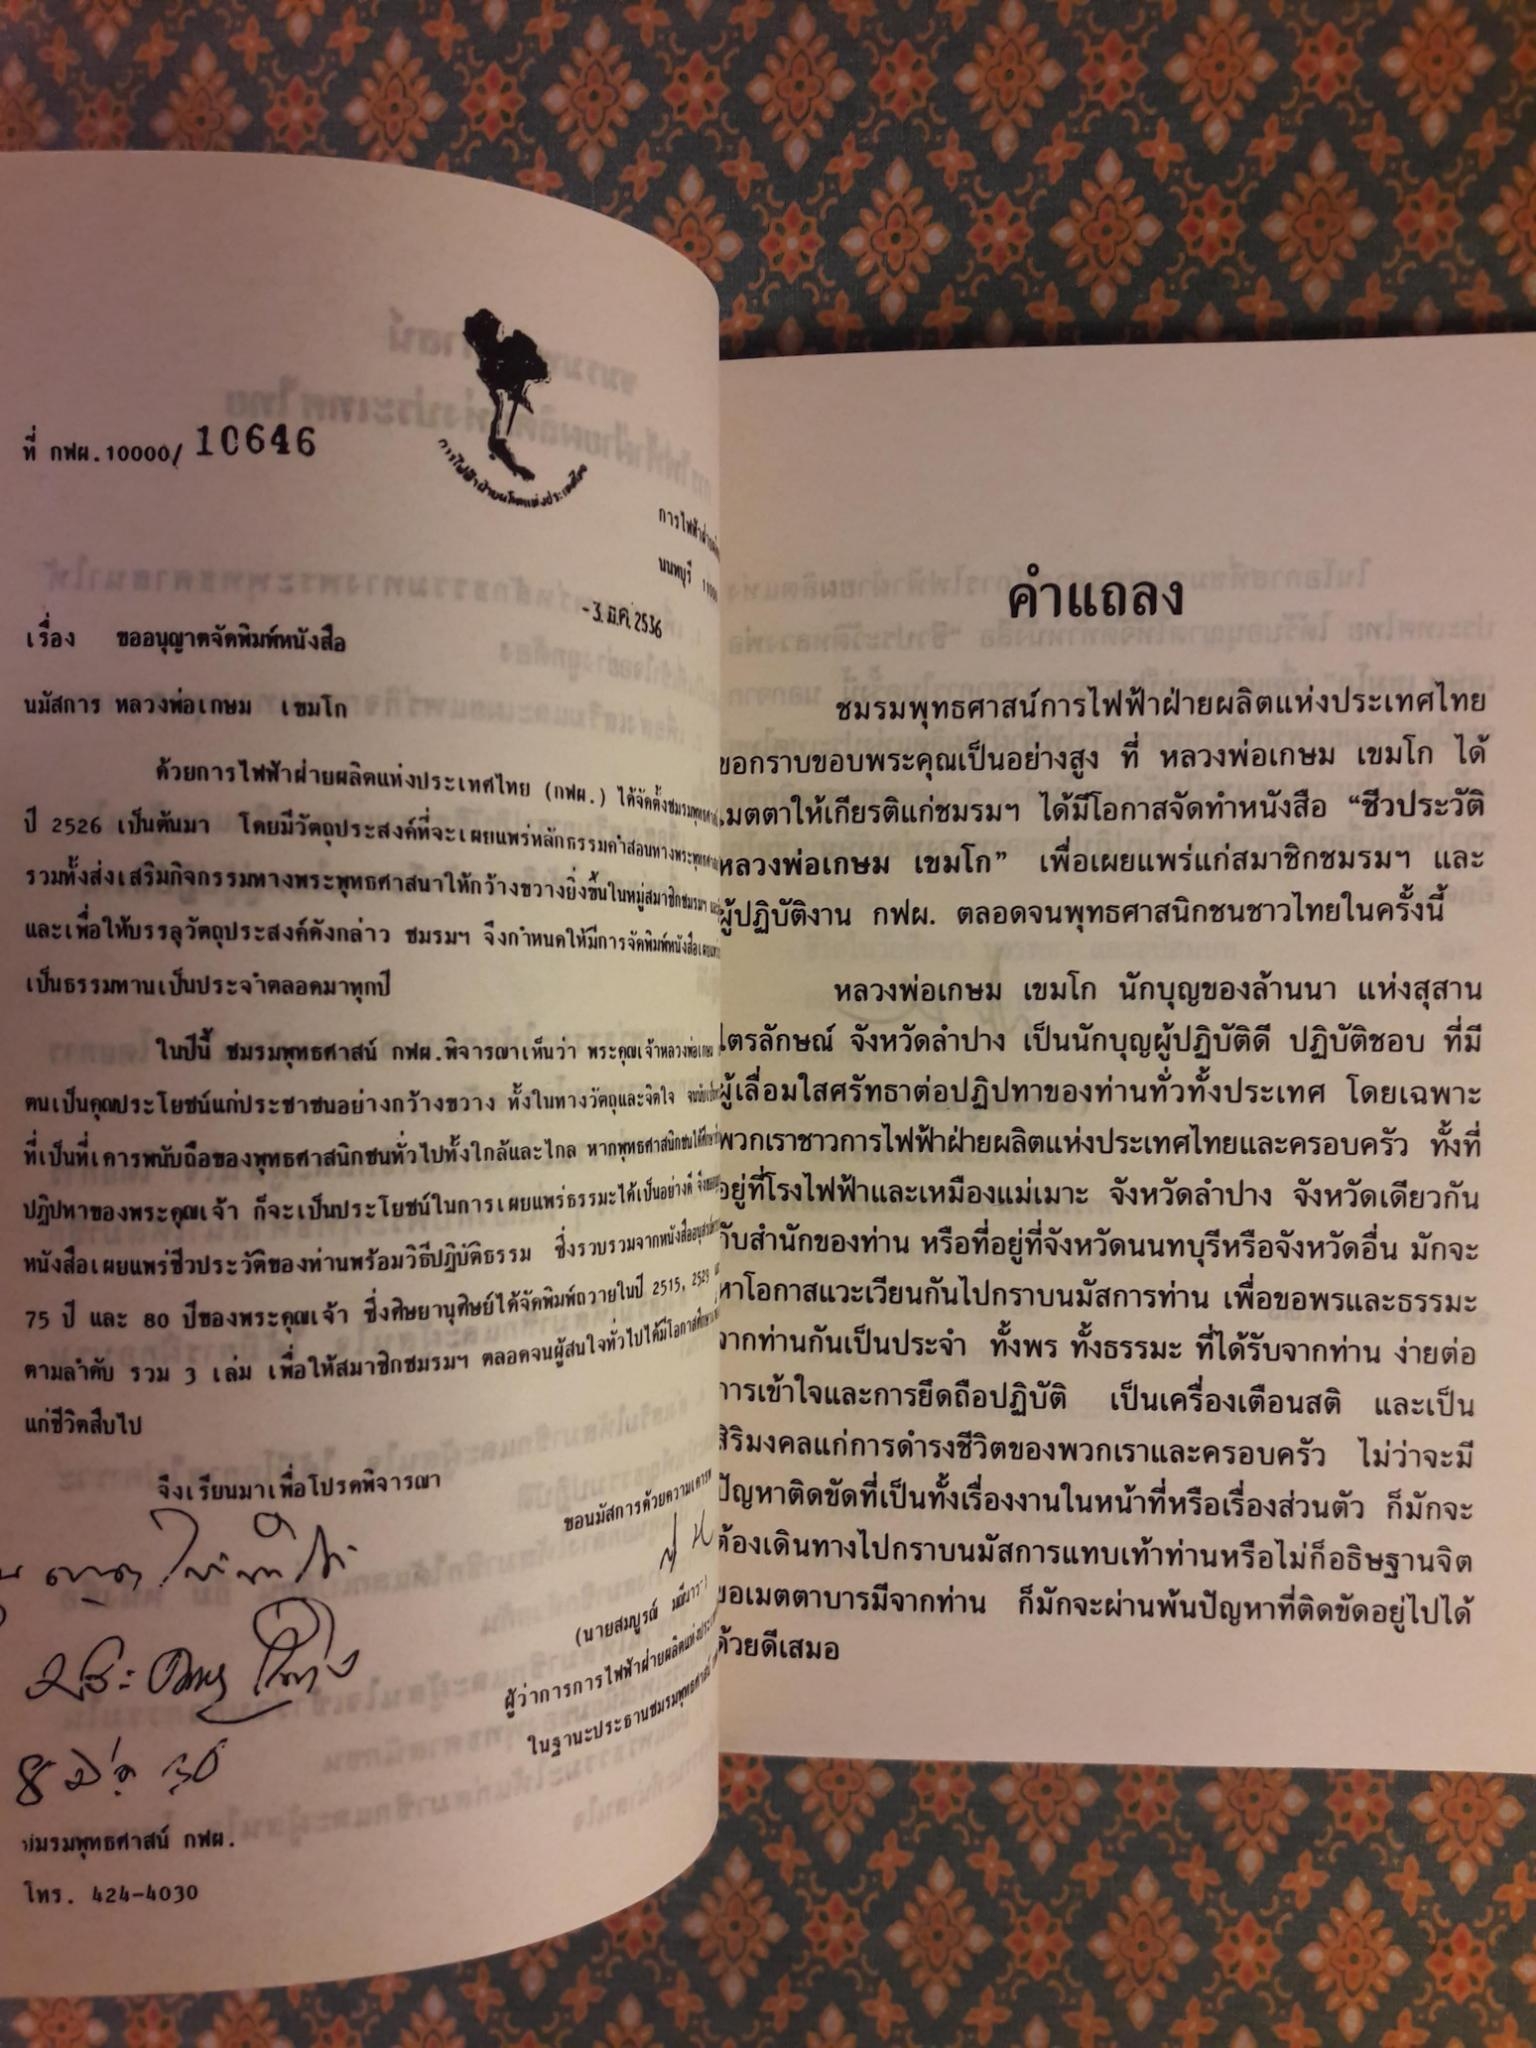 ที่ กฟผ.10000/ 10646
การไฟฟ้าฝ่ายผลิตแห่งประเทศไทย
การไฟฟ้าฝ่ายผลิต
นนทบุรี
-3.มี.ค.2536
เรื่อง ขออนุญาตจัดพิมพ์หนังสือ
นมัสการ หลวงพ่อเกษม เขมโก
ด้วยการไฟฟ้าฝ่ายผลิตแห่งประเทศไทย (กฟผ.) ได้จัดตั้งชมรมพุทธศาสน์
ปี 2526 เป็นต้นมา โดยมีวัตถุประสงค์ที่จะเผยแพร่หลักธรรมคำสอนทางพระพุทธศาสนา
รวมทั้งส่งเสริมกิจกรรมทางพระพุทธศาสนาให้กว้างขวางยิ่งขึ้นในหมู่สมาชิกชมรมฯ
และเพื่อให้บรรลุวัตถุประสงค์ดังกล่าว ชมรมฯ จึงกำหนดให้มีการจัดพิมพ์หนังสือ
เป็นธรรมทานเป็นประจำตลอดมาทุกปี
ในปีนี้ ชมรมพุทธศาสน์ กฟผ.พิจารณาเห็นว่า พระคุณเจ้าหลวงพ่อเกษม
ตนเป็นคุณประโยชน์แก่ประชาชนอย่างกว้างขวาง ทั้งในทางวัตถุและจิตใจ
ที่เป็นที่เคารพนับถือของพุทธศาสนิกชนทั่วไปทั้งใกล้และไกล หากพุทธศาสนิกชนได้ศึกษา
ปฏิปทาของพระคุณเจ้า ก็จะเป็นประโยชน์ในการเผยแพร่ธรรมะได้เป็นอย่างดี
หนังสือเผยแพร่ชีวประวัติของท่านพร้อมวิธีปฏิบัติธรรม ซึ่งรวบรวมจากหนังสือ
75 ปี และ 80 ปีของพระคุณเจ้า ซึ่งศิษยานุศิษย์ได้จัดพิมพ์ถวายในปี 2515, 2529
ตามลำดับ รวม 3 เล่ม เพื่อให้สมาชิกชมรมฯ ตลอดจนผู้สนใจทั่วไปได้มีโอกาสศึกษา
แก่ชีวิตสืบไป
จึงเรียนมาเพื่อโปรดพิจารณา
ขอนมัสการด้วยความเคารพ
(นายสมบูรณ์
ผู้ว่าการการไฟฟ้าฝ่ายผลิตแห่งประเทศ
ในฐานะประธานชมรมพุทธศาสน์
ชมรมพุทธศาสน์ กฟผ.
โทร. 424-4030
คำแถลง
ชมรมพุทธศาสน์การไฟฟ้าฝ่ายผลิตแห่งประเทศไทย
ขอกราบขอบพระคุณเป็นอย่างสูง ที่ หลวงพ่อเกษม เขมโก ได้
เมตตาให้เกียรติแก่ชมรมฯ ได้มีโอกาสจัดทำหนังสือ “ชีวประวัติ
หลวงพ่อเกษม เขมโก” เพื่อเผยแพร่แก่สมาชิกชมรมฯ และ
ผู้ปฏิบัติงาน กฟผ. ตลอดจนพุทธศาสนิกชนชาวไทยในครั้งนี้
หลวงพ่อเกษม เขมโก นักบุญของล้านนา แห่งสุสาน
ไตรลักษณ์ จังหวัดลำปาง เป็นนักบุญผู้ปฏิบัติดี ปฏิบัติชอบ ที่มี
ผู้เลื่อมใสศรัทธาต่อปฏิปทาของท่านทั่วทั้งประเทศ โดยเฉพาะ
พวกเราชาวการไฟฟ้าฝ่ายผลิตแห่งประเทศไทยและครอบครัว ทั้งที่
อยู่ที่โรงไฟฟ้าและเหมืองแม่เมาะ จังหวัดลำปาง จังหวัดเดียวกัน
กับสำนักของท่าน หรือที่อยู่ที่จังหวัดนนทบุรีหรือจังหวัดอื่น มักจะ
หาโอกาสแวะเวียนกันไปกราบนมัสการท่าน เพื่อขอพรและธรรมะ
จากท่านกันเป็นประจำ ทั้งพร ทั้งธรรมะ ที่ได้รับจากท่าน ง่ายต่อ
การเข้าใจและการยึดถือปฏิบัติ เป็นเครื่องเตือนสติ และเป็น
สิริมงคลแก่การดำรงชีวิตของพวกเราและครอบครัว ไม่ว่าจะมี
ปัญหาติดขัดที่เป็นทั้งเรื่องงานในหน้าที่หรือเรื่องส่วนตัว ก็มักจะ
ต้องเดินทางไปกราบนมัสการแทบเท้าท่านหรือไม่ก็อธิษฐานจิต
ขอเมตตาบารมีจากท่าน ก็มักจะผ่านพ้นปัญหาที่ติดขัดอยู่ไปได้
ด้วยดีเสมอ